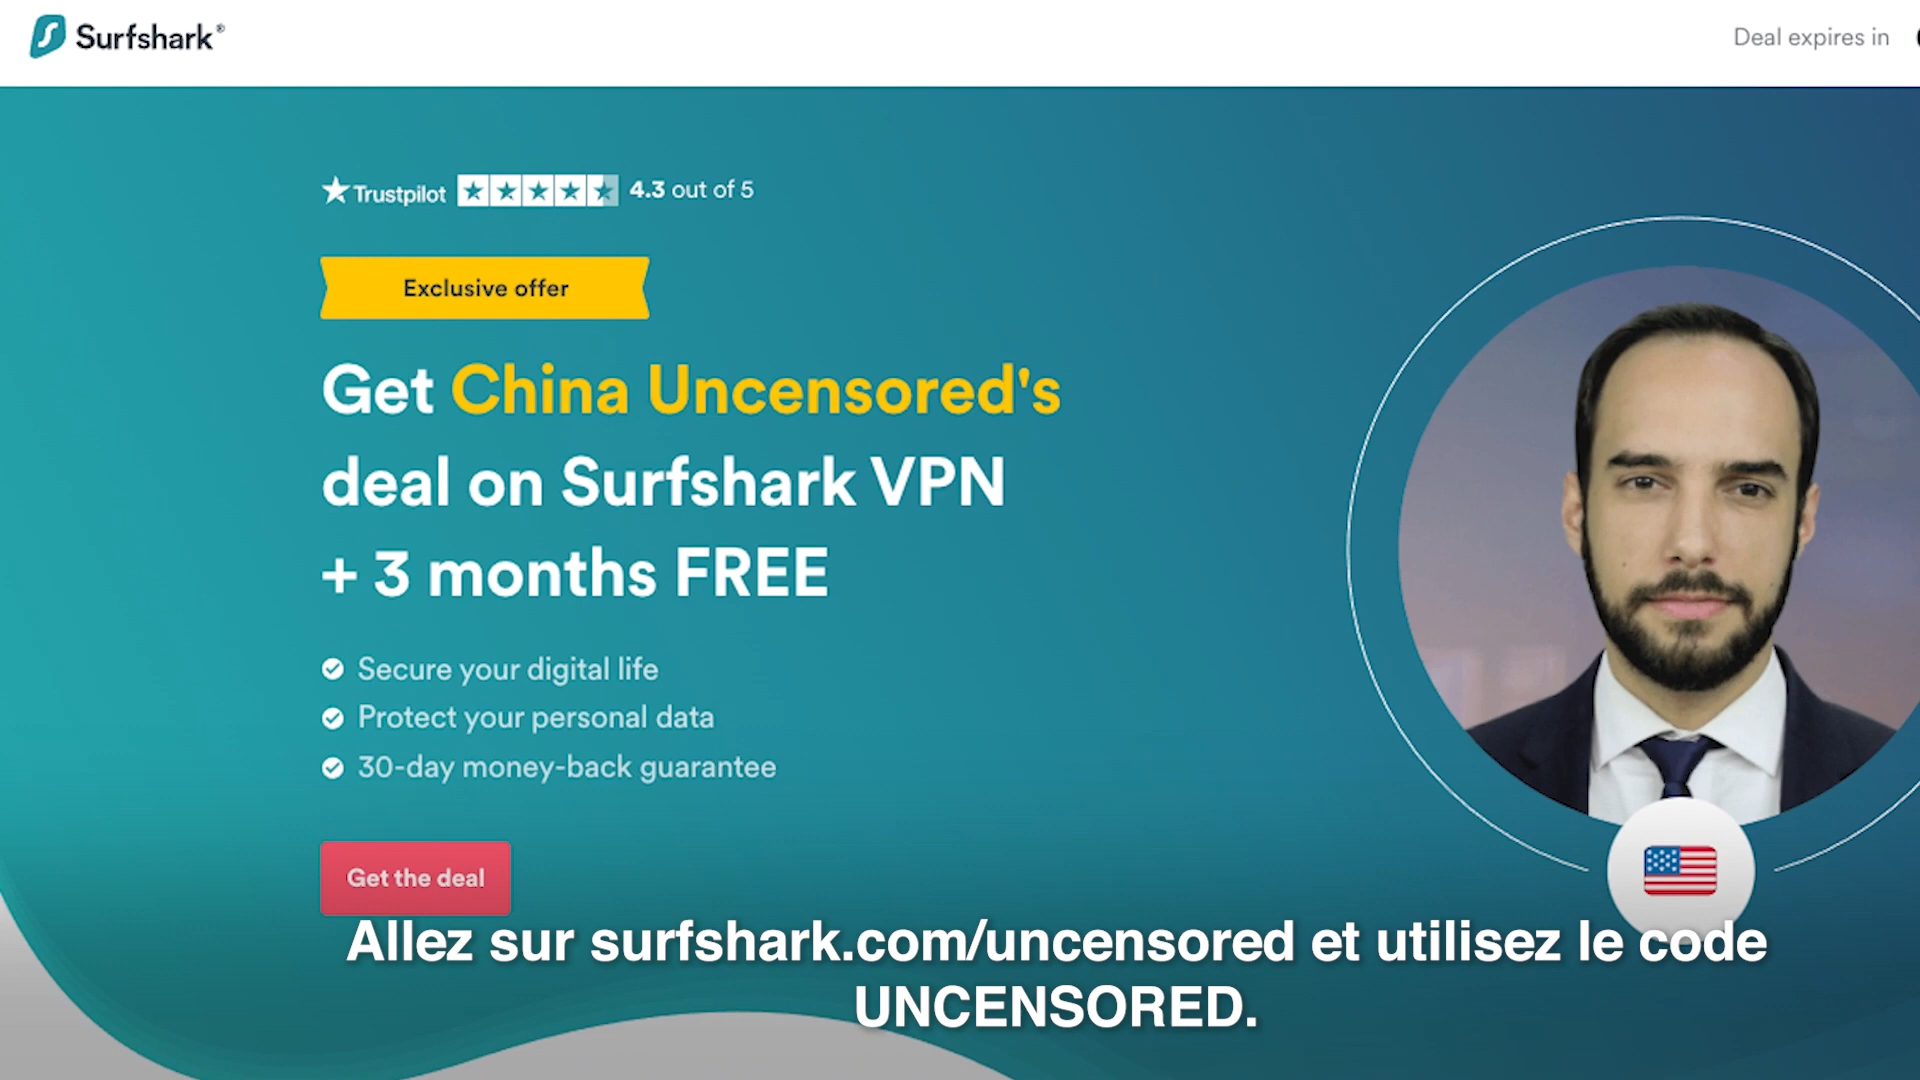 Surfshark®
Deal expires in
Trustpilot 4.3 out of 5
Exclusive offer
Get China Uncensored's
deal on Surfshark VPN
+ 3 months FREE
Secure your digital life
Protect your personal data
30-day money-back guarantee
Get the deal
Allez sur surfshark.com/uncensored et utilisez le code
UNCENSORED.